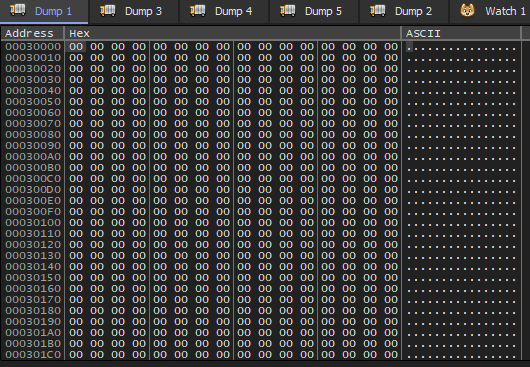 Dump 1 Dump 3 Dump 4 Dump 5 Dump 2 Watch 1
Address Hex ASCII
00030000 00 00 00 00 00 00 00 00 00 00 00 00 00 00 00 00 ................
00030010 00 00 00 00 00 00 00 00 00 00 00 00 00 00 00 00 ................
00030020 00 00 00 00 00 00 00 00 00 00 00 00 00 00 00 00 ................
00030030 00 00 00 00 00 00 00 00 00 00 00 00 00 00 00 00 ................
00030040 00 00 00 00 00 00 00 00 00 00 00 00 00 00 00 00 ................
00030050 00 00 00 00 00 00 00 00 00 00 00 00 00 00 00 00 ................
00030060 00 00 00 00 00 00 00 00 00 00 00 00 00 00 00 00 ................
00030070 00 00 00 00 00 00 00 00 00 00 00 00 00 00 00 00 ................
00030080 00 00 00 00 00 00 00 00 00 00 00 00 00 00 00 00 ................
00030090 00 00 00 00 00 00 00 00 00 00 00 00 00 00 00 00 ................
000300A0 00 00 00 00 00 00 00 00 00 00 00 00 00 00 00 00 ................
000300B0 00 00 00 00 00 00 00 00 00 00 00 00 00 00 00 00 ................
000300C0 00 00 00 00 00 00 00 00 00 00 00 00 00 00 00 00 ................
000300D0 00 00 00 00 00 00 00 00 00 00 00 00 00 00 00 00 ................
000300E0 00 00 00 00 00 00 00 00 00 00 00 00 00 00 00 00 ................
000300F0 00 00 00 00 00 00 00 00 00 00 00 00 00 00 00 00 ................
00030100 00 00 00 00 00 00 00 00 00 00 00 00 00 00 00 00 ................
00030110 00 00 00 00 00 00 00 00 00 00 00 00 00 00 00 00 ................
00030120 00 00 00 00 00 00 00 00 00 00 00 00 00 00 00 00 ................
00030130 00 00 00 00 00 00 00 00 00 00 00 00 00 00 00 00 ................
00030140 00 00 00 00 00 00 00 00 00 00 00 00 00 00 00 00 ................
00030150 00 00 00 00 00 00 00 00 00 00 00 00 00 00 00 00 ................
00030160 00 00 00 00 00 00 00 00 00 00 00 00 00 00 00 00 ................
00030170 00 00 00 00 00 00 00 00 00 00 00 00 00 00 00 00 ................
00030180 00 00 00 00 00 00 00 00 00 00 00 00 00 00 00 00 ................
00030190 00 00 00 00 00 00 00 00 00 00 00 00 00 00 00 00 ................
000301A0 00 00 00 00 00 00 00 00 00 00 00 00 00 00 00 00 ................
000301B0 00 00 00 00 00 00 00 00 00 00 00 00 00 00 00 00 ................
000301C0 00 00 00 00 00 00 00 00 00 00 00 00 00 00 00 00 ................